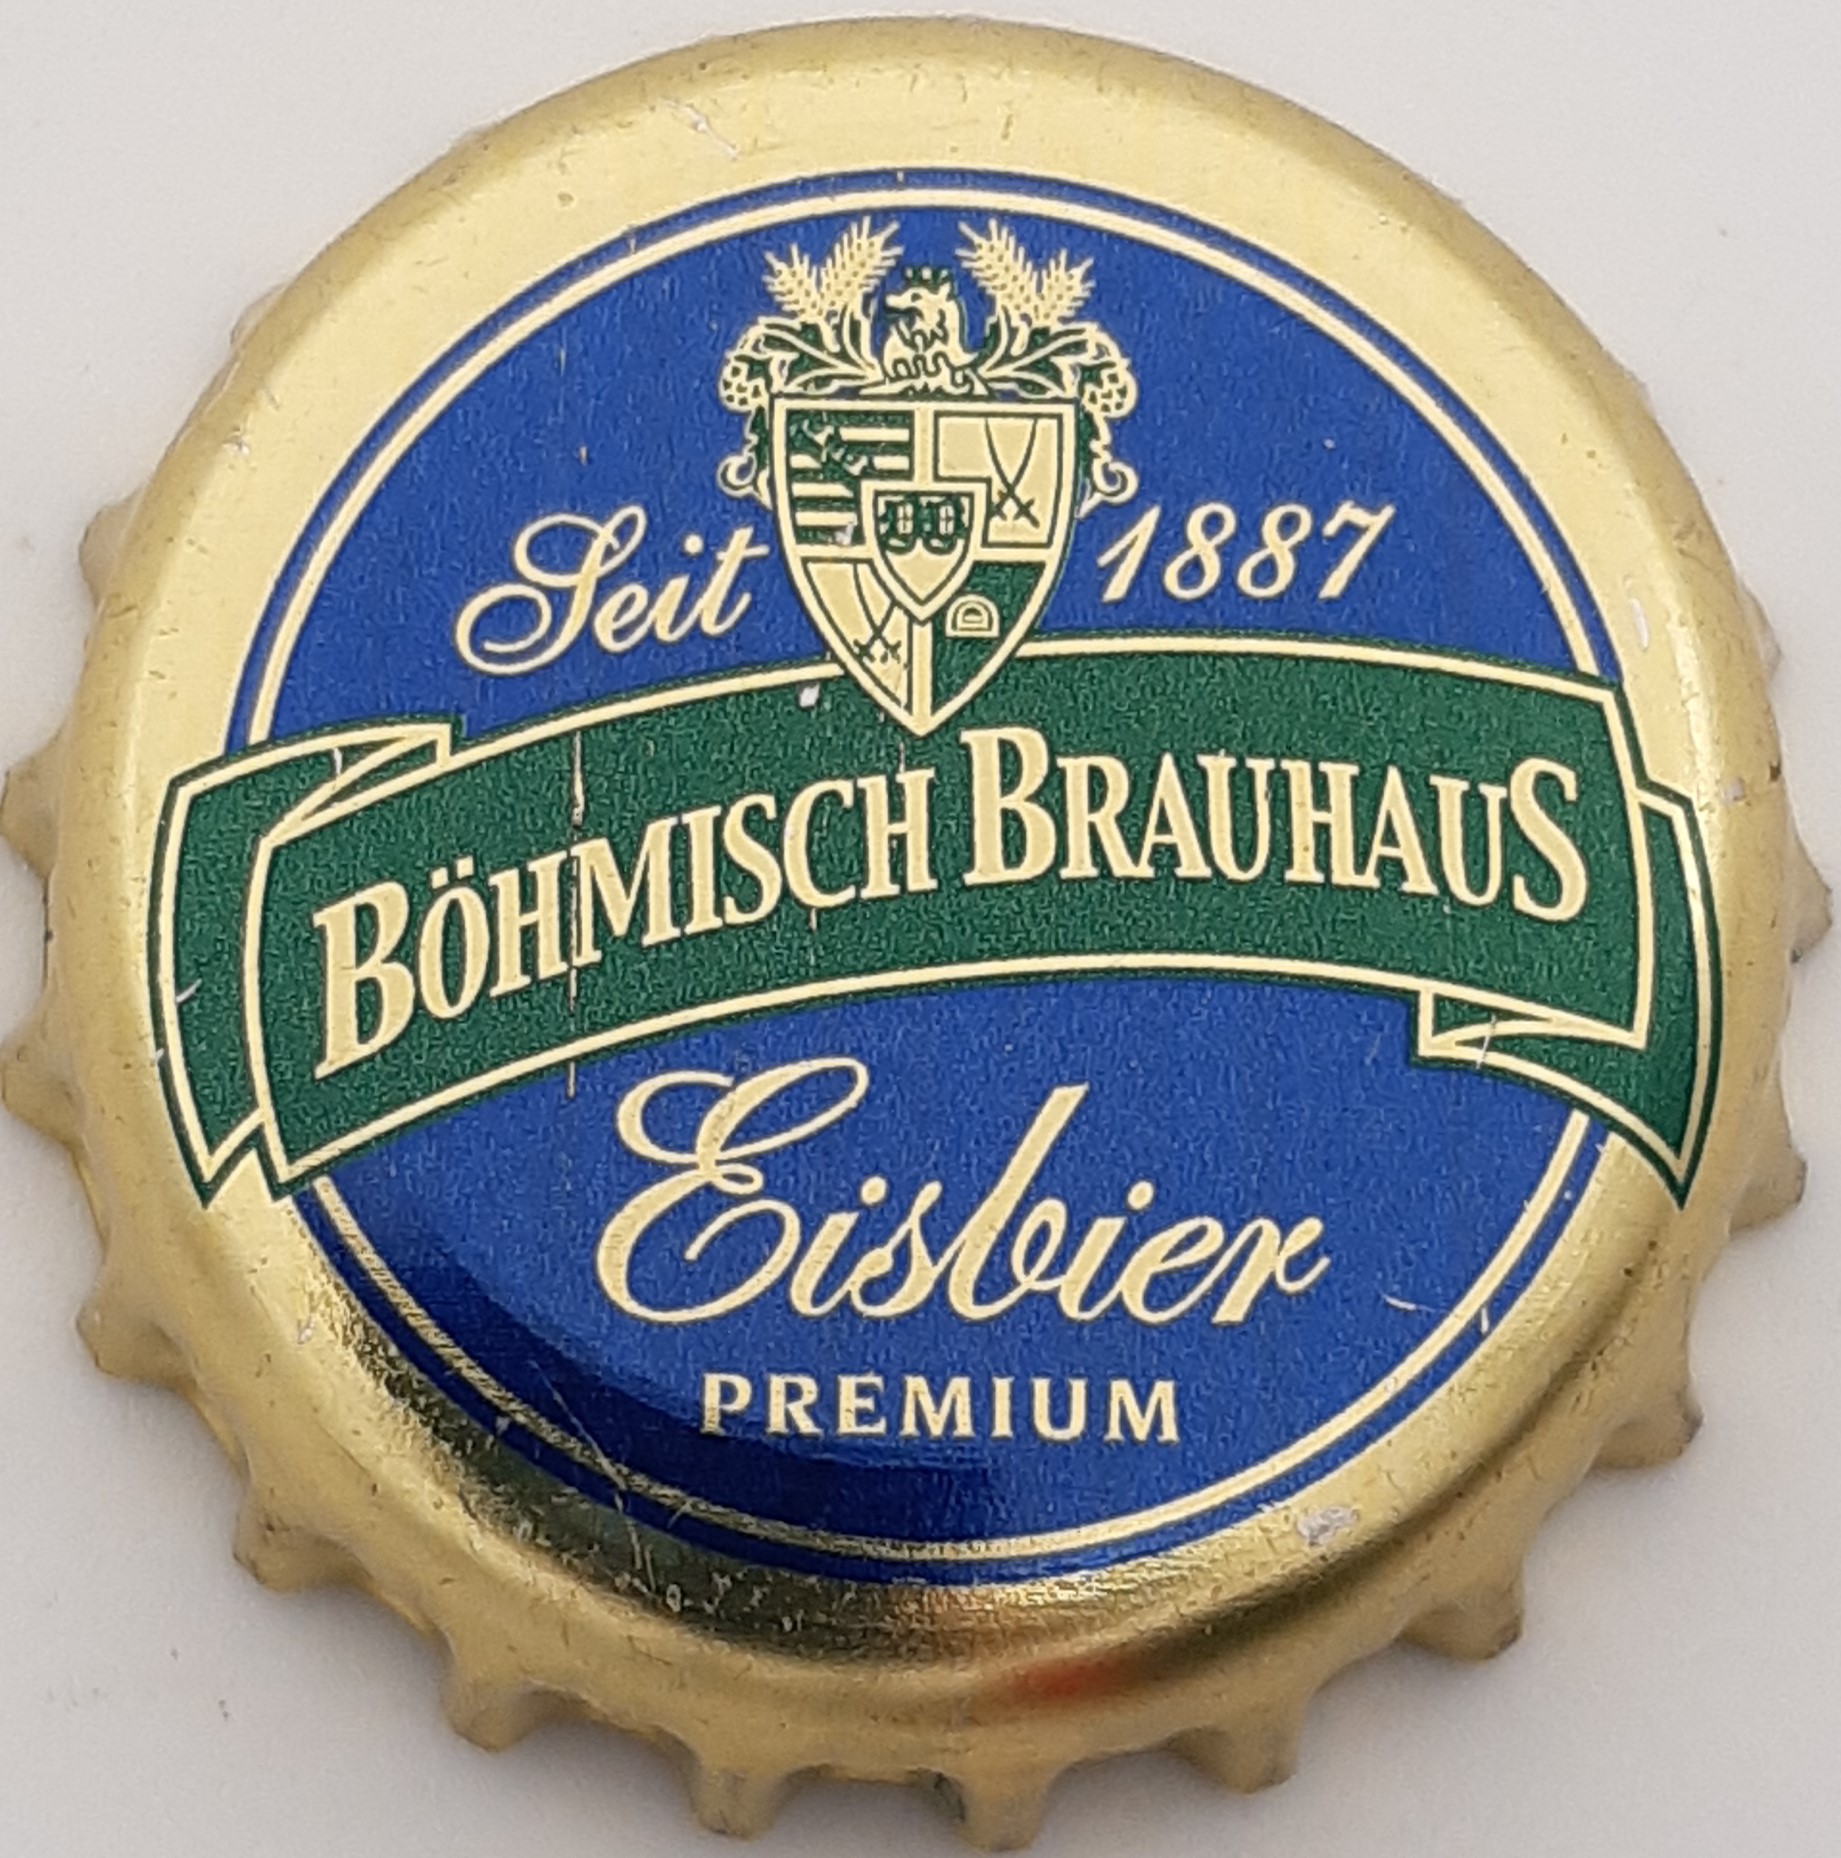 Seit 1887
D
BÖHMISCH BRAUHAUS
Eisbier
PREMIUM